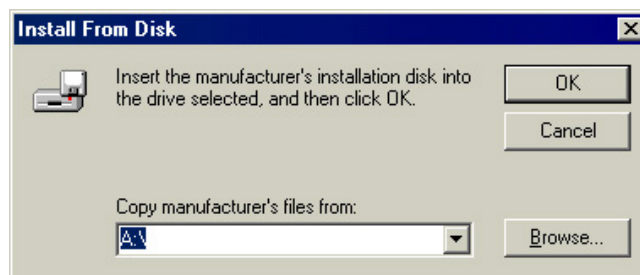 Install From Disk
Insert the manufacturer's installation disk into
the drive selected, and then click OK.
OK
Cancel
Copy manufacturer's files from:
A:\
Browse...